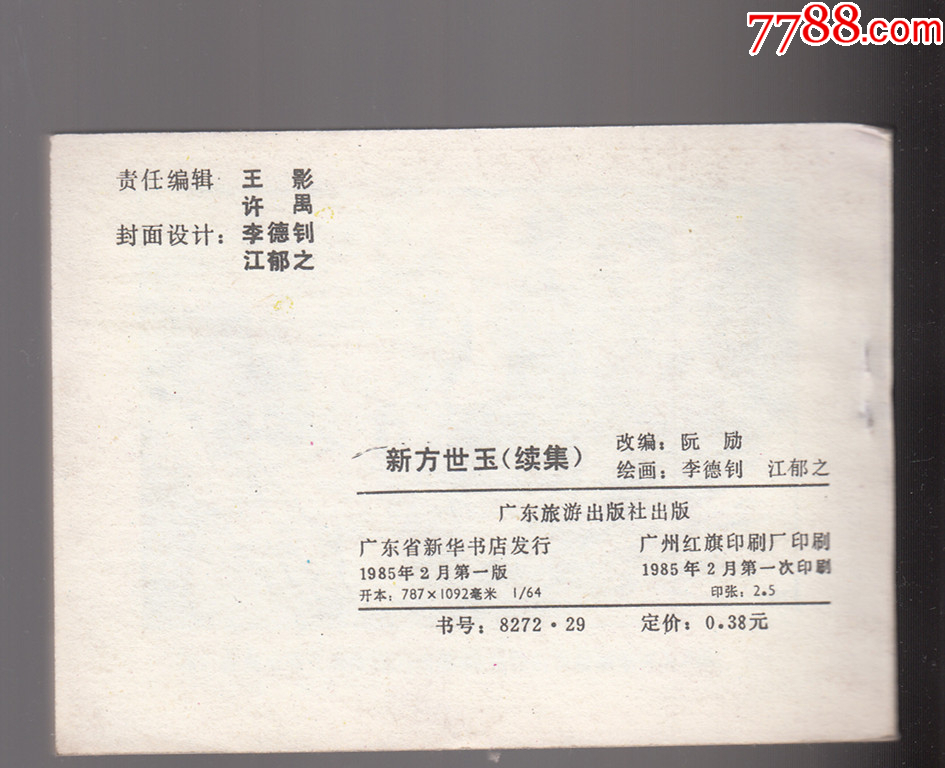 7788.com
责任编辑 王 影
许 禺
封面设计：李德钊
江郁之
新方世玉（续集）
改编：阮 励
绘画：李德钊 江郁之
广东旅游出版社出版
广东省新华书店发行 广州红旗印刷厂印刷
1985年2月第一版 1985年2月第一次印刷
开本：787×1092毫米 1/64 印张：2.5
书号：8272·29 定价：0.38元